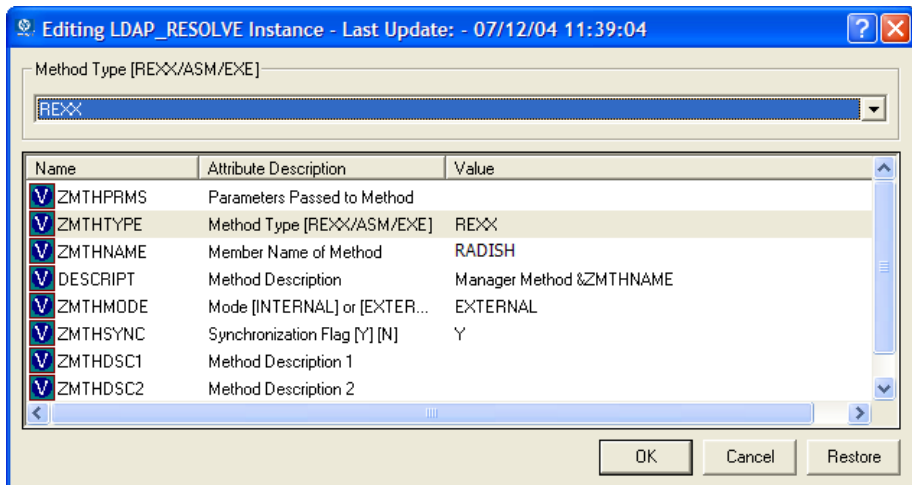 Editing LDAP_RESOLVE Instance - Last Update: - 07/12/04 11:39:04
Method Type [REXX/ASM/EXE]
REXX
Name Attribute Description Value
V ZMTHPRMS Parameters Passed to Method
V ZMTHTYPE Method Type [REXX/ASM/EXE] REXX
V ZMTHNAME Member Name of Method RADISH
V DESCRIPT Method Description Manager Method &ZMTHNAME
V ZMTHMODE Mode [INTERNAL] or [EXTER... EXTERNAL
V ZMTHSYNC Synchronization Flag [Y] [N] Y
V ZMTHDSC1 Method Description 1
V ZMTHDSC2 Method Description 2
OK Cancel Restore